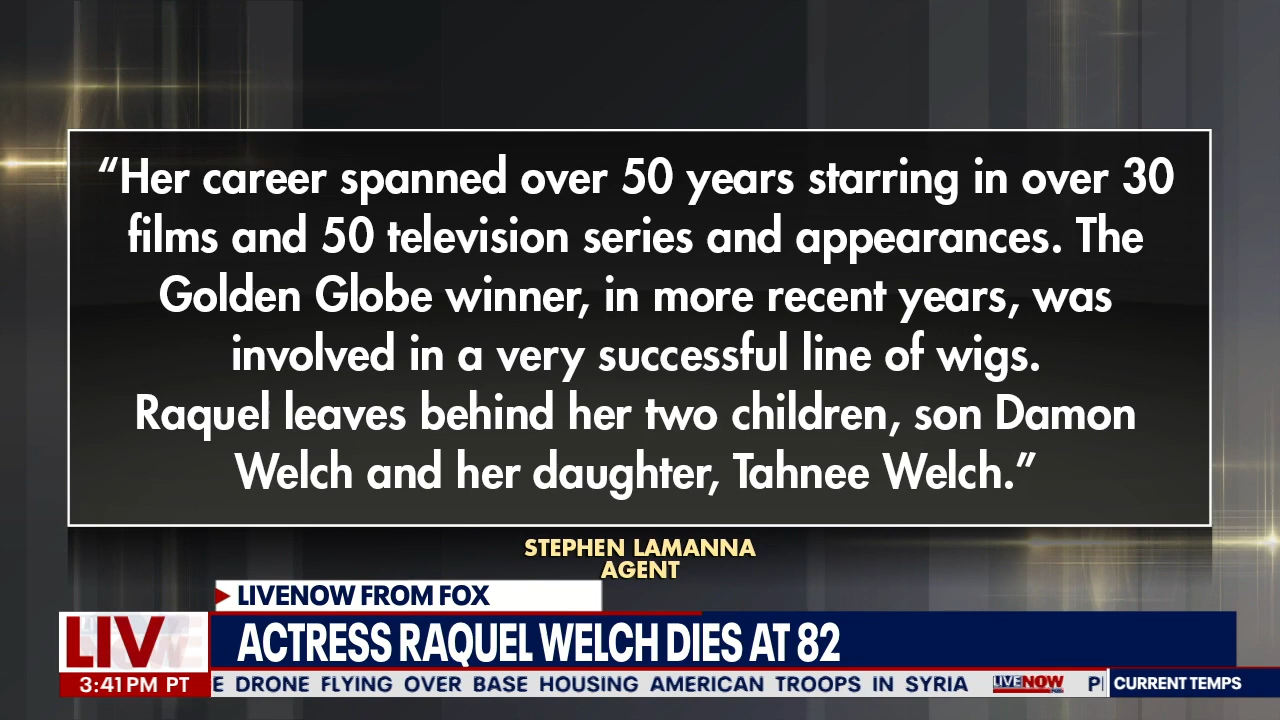 “Her career spanned over 50 years starring in over 30
films and 50 television series and appearances. The
Golden Globe winner, in more recent years, was
involved in a very successful line of wigs.
Raquel leaves behind her two children, son Damon
Welch and her daughter, Tahnee Welch.”
STEPHEN LAMANNA
AGENT
LIVENOW FROM FOX
LIV
ACTRESS RAQUEL WELCH DIES AT 82
3:41 PM PT
E DRONE FLYING OVER BASE HOUSING AMERICAN TROOPS IN SYRIA LIVENOW P CURRENT TEMPS